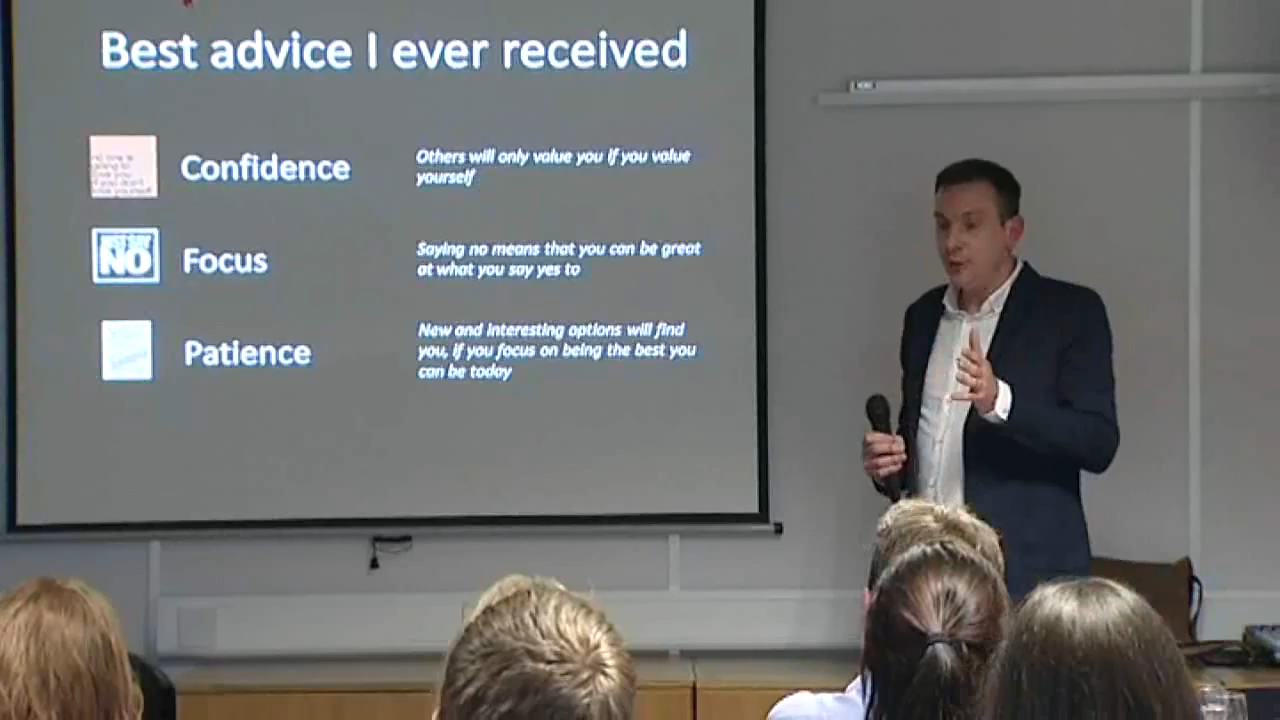 Best advice I ever received
Confidence
Others will only value you if you value
yourself
NO
Focus
Saying no means that you can be great
at what you say yes to
Patience
New and interesting options will find
you, if you focus on being the best you
can be today